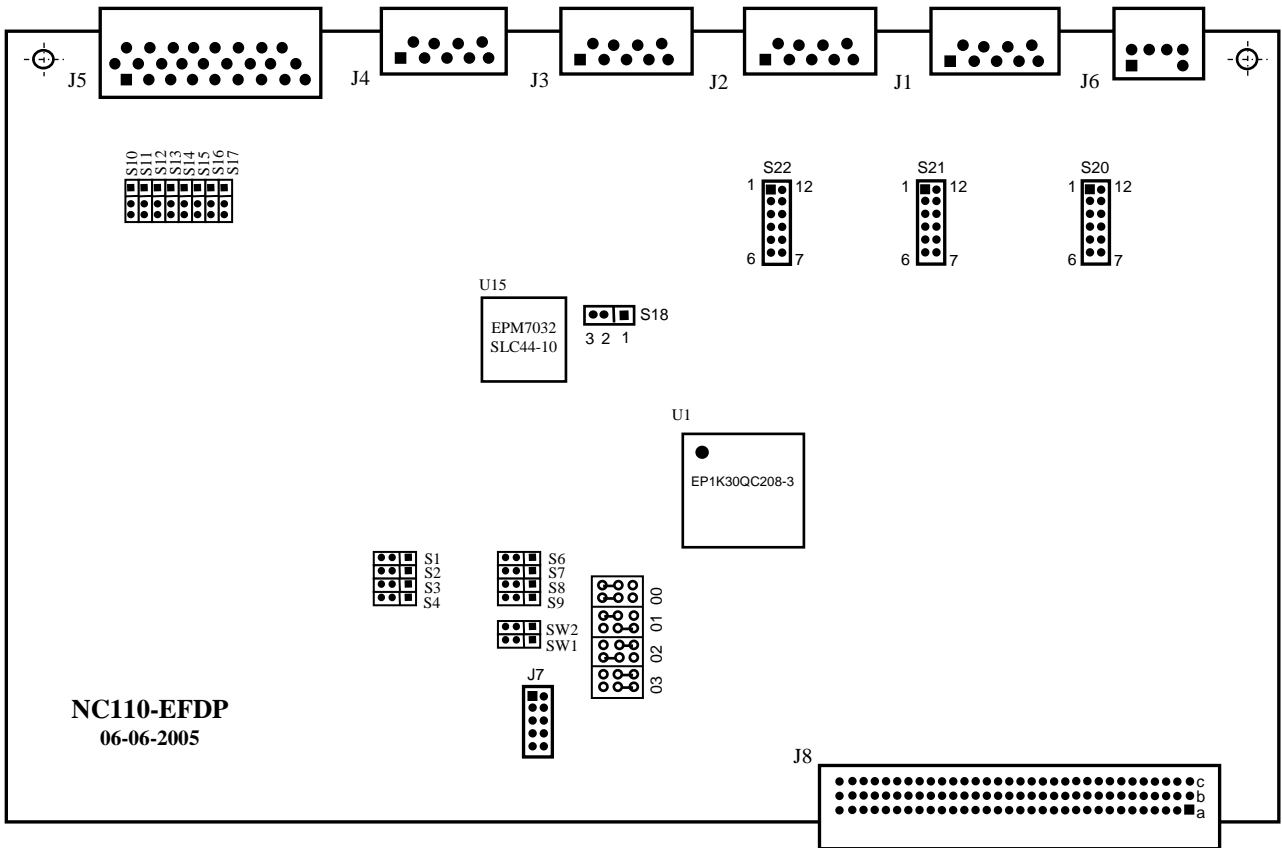 J5
J4
J3
J2
J1
J6
S10
S11
S12
S13
S14
S15
S16
S17
S22
1 12
6 7
S21
1 12
6 7
S20
1 12
6 7
U15
EPM7032
SLC44-10
S18
3 2 1
U1
EP1K30QC208-3
S1
S2
S3
S4
S6
S7
S8
S9
SW2
SW1
00
01
02
03
J7
NC110-EFDP
06-06-2005
J8
c
b
a